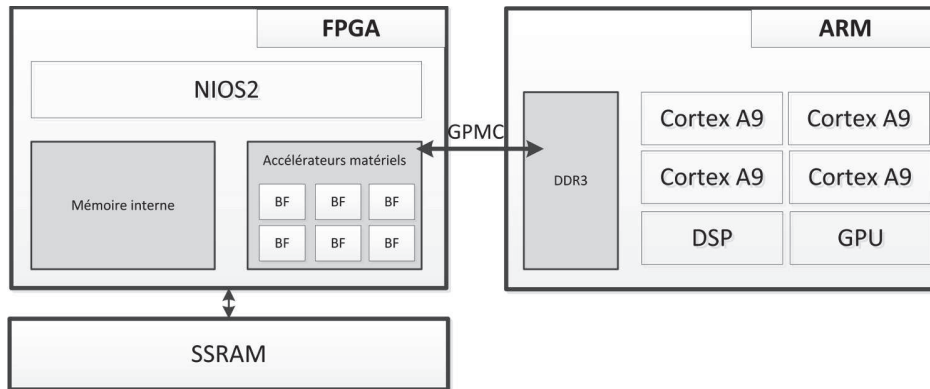 FPGA
NIOS2
Mémoire interne
Accélérateurs matériels
BF BF BF
BF BF BF
SSRAM
GPMC
ARM
DDR3
Cortex A9 Cortex A9
Cortex A9 Cortex A9
DSP GPU